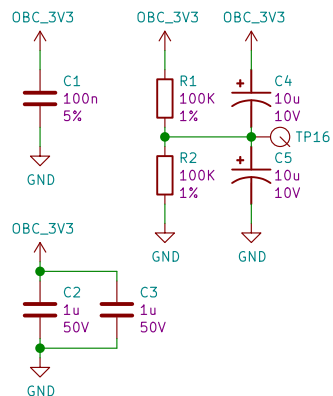 OBC_3V3
OBC_3V3
OBC_3V3
C1
100n
5%
GND
R1
100K
1%
C4
10u
10V
TP16
R2
100K
1%
C5
10u
10V
GND
GND
OBC_3V3
C2
1u
50V
C3
1u
50V
GND